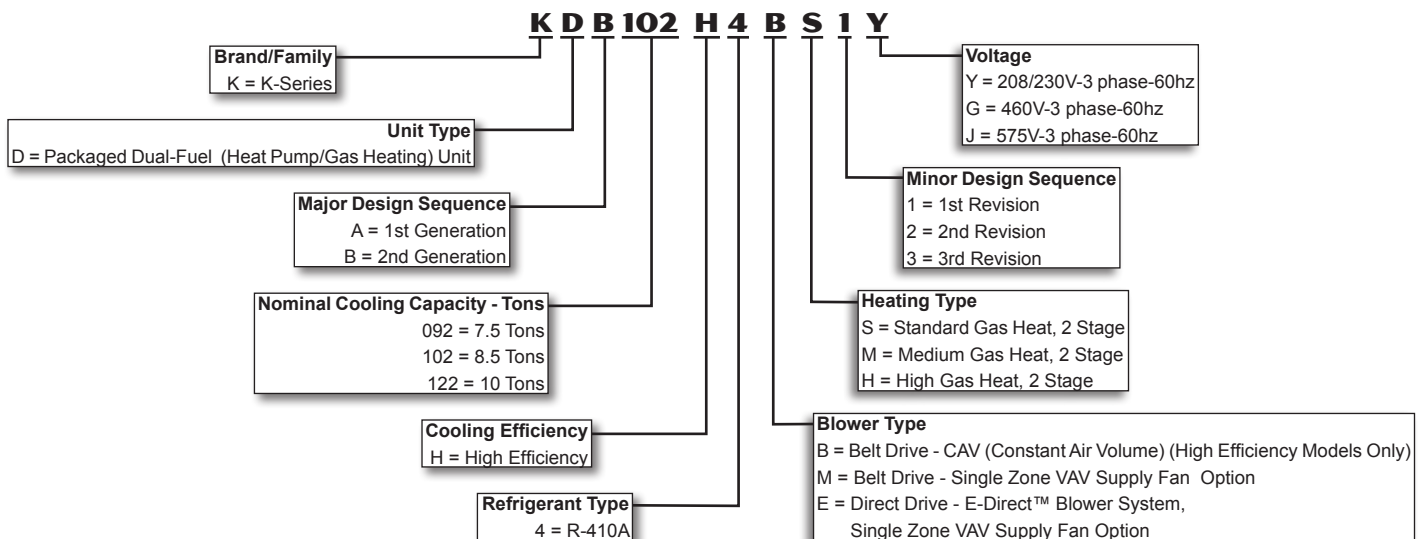 K D B 102 H 4 B S 1 Y
Brand/Family
K = K-Series
Unit Type
D = Packaged Dual-Fuel (Heat Pump/Gas Heating) Unit
Major Design Sequence
A = 1st Generation
B = 2nd Generation
Nominal Cooling Capacity - Tons
092 = 7.5 Tons
102 = 8.5 Tons
122 = 10 Tons
Cooling Efficiency
H = High Efficiency
Refrigerant Type
4 = R-410A
Voltage
Y = 208/230V-3 phase-60hz
G = 460V-3 phase-60hz
J = 575V-3 phase-60hz
Minor Design Sequence
1 = 1st Revision
2 = 2nd Revision
3 = 3rd Revision
Heating Type
S = Standard Gas Heat, 2 Stage
M = Medium Gas Heat, 2 Stage
H = High Gas Heat, 2 Stage
Blower Type
B = Belt Drive - CAV (Constant Air Volume) (High Efficiency Models Only)
M = Belt Drive - Single Zone VAV Supply Fan Option
E = Direct Drive - E-Direct™ Blower System,
Single Zone VAV Supply Fan Option